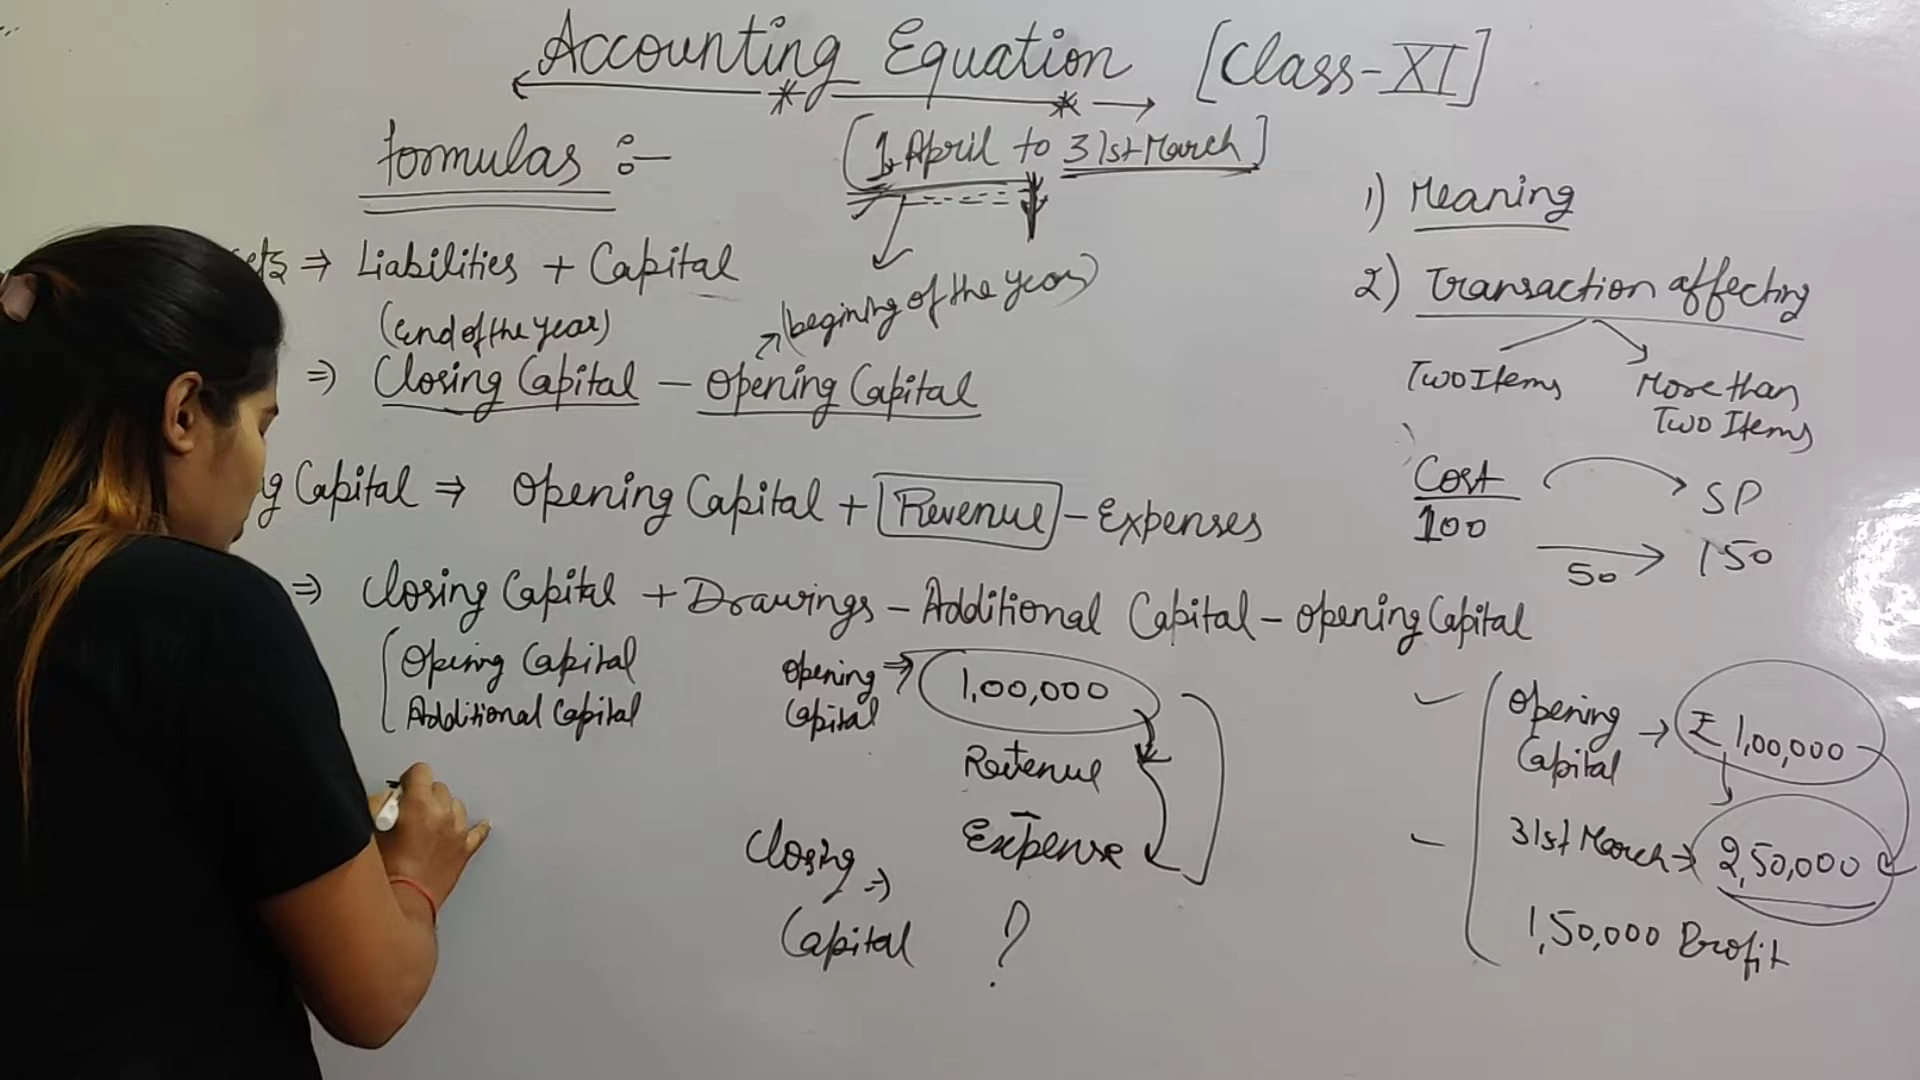 Accounting Equation [Class-XI]
formulas :-
[1st April to 31st March]
ets ⇒ Liabilities + Capital
(end of the year)
(begining of the year)
⇒ Closing Capital - Opening Capital
g Capital ⇒ Opening Capital + Revenue - Expenses
⇒ Closing Capital + Drawings - Additional Capital - Opening Capital
Opening Capital
Additional Capital
Opening Capital ⇒ 1,00,000
+
Revenue
-
Expense
Closing Capital ⇒ ?
1) Meaning
2) Transaction affecting
Two Items
More than Two Items
Cost SP
100 50 150
Opening Capital → ₹ 1,00,000
31st March → 2,50,000
1,50,000 Profit